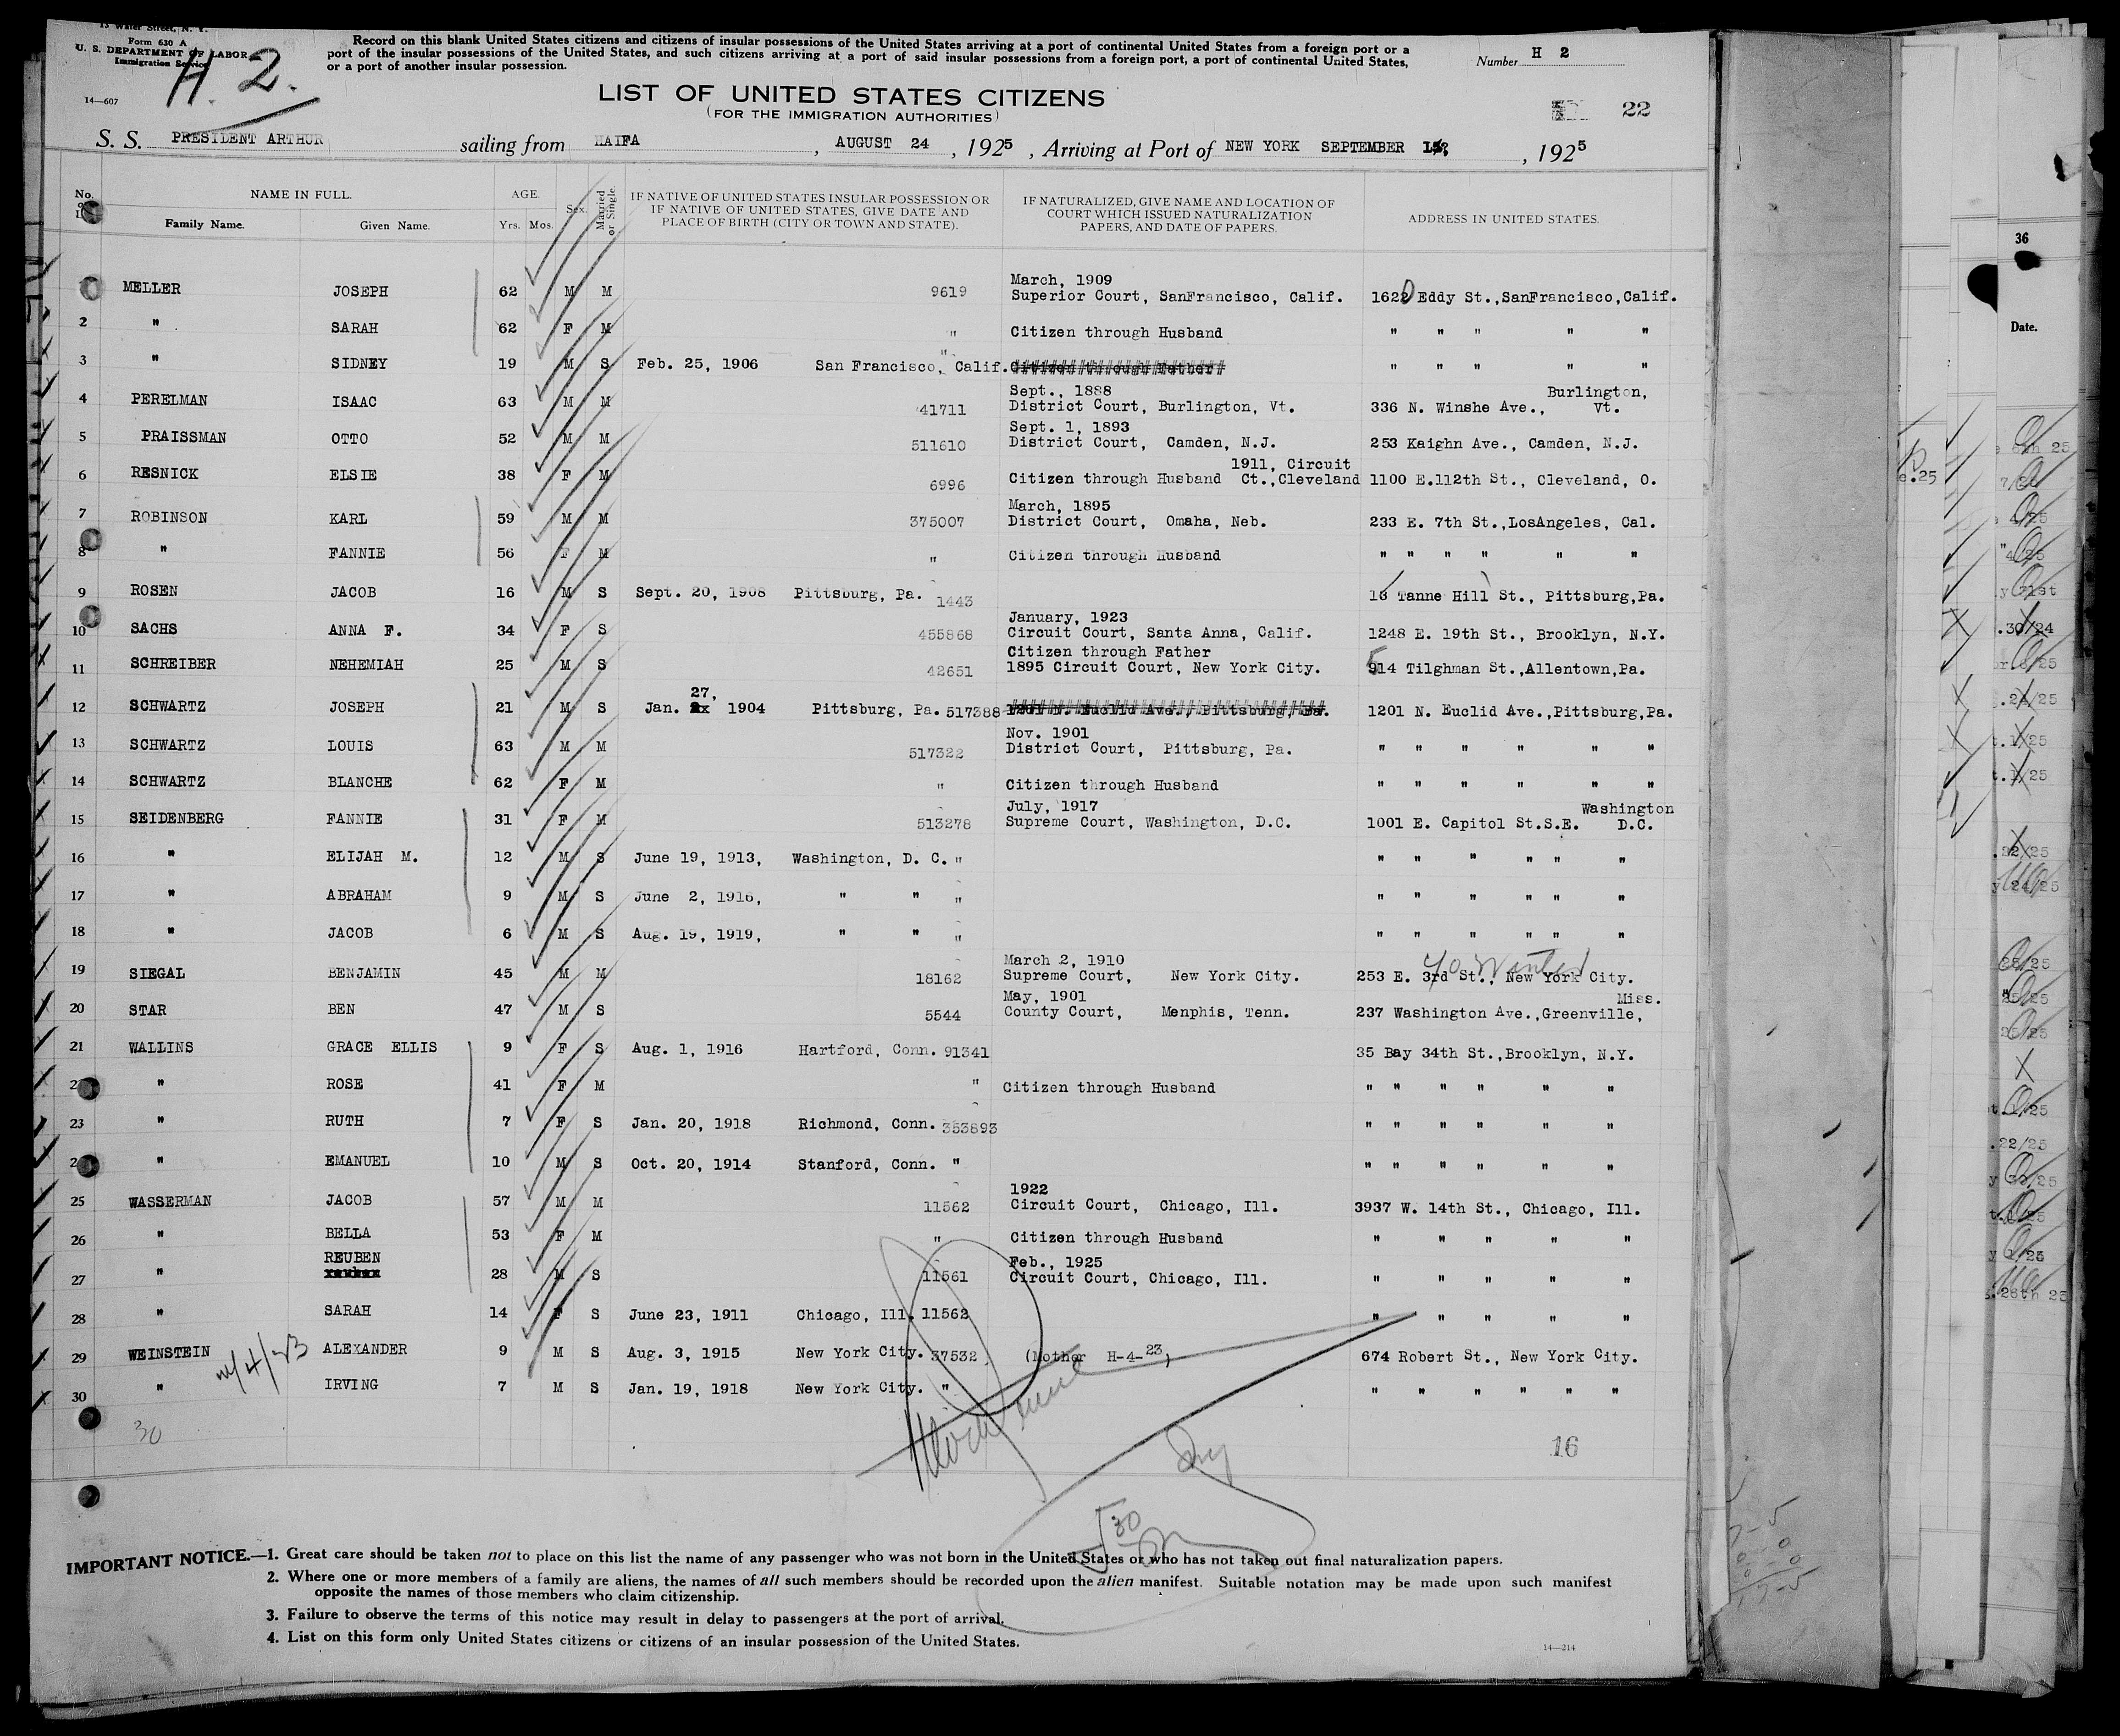 Form 630 A
U. S. DEPARTMENT OF LABOR
Immigration Service
14—607
H. 2.
Record on this blank United States citizens and citizens of insular possessions of the United States arriving at a port of continental United States from a foreign port or a
port of the insular possessions of the United States, and such citizens arriving at a port of said insular possessions from a foreign port, a port of continental United States,
or a port of another insular possession.
Number H 2
LIST OF UNITED STATES CITIZENS
(FOR THE IMMIGRATION AUTHORITIES)
22
S. S. PRESIDENT ARTHUR sailing from HAIFA , AUGUST 24 , 1925 , Arriving at Port of NEW YORK SEPTEMBER , 1925
No. NAME IN FULL. AGE. Sex. Married or Single. IF NATIVE OF UNITED STATES INSULAR POSSESSION OR IF NATIVE OF UNITED STATES, GIVE DATE AND PLACE OF BIRTH (CITY OR TOWN AND STATE). IF NATURALIZED, GIVE NAME AND LOCATION OF COURT WHICH ISSUED NATURALIZATION PAPERS, AND DATE OF PAPERS. ADDRESS IN UNITED STATES.
Family Name. Given Name. Yrs. Mos.
March, 1909
MELLER JOSEPH 62 M M 9619 Superior Court, SanFrancisco, Calif. 1622 Eddy St.,SanFrancisco,Calif.
2 " SARAH 62 F M " Citizen through Husband " " " " "
3 " SIDNEY 19 M S Feb. 25, 1906 San Francisco, Calif. " Citizen through Father " " " " "
Sept., 1888 Burlington,
4 PERELMAN ISAAC 63 M M 41711 District Court, Burlington, Vt. 336 N. Winshe Ave., Vt.
Sept. 1, 1893
5 PRAISSMAN OTTO 52 M M 511610 District Court, Camden, N.J. 253 Kaighn Ave., Camden, N.J.
1911, Circuit
6 RESNICK ELSIE 38 F M 6996 Citizen through Husband Ct.,Cleveland 1100 E.112th St., Cleveland, O.
March, 1895
7 ROBINSON KARL 59 M M 375007 District Court, Omaha, Neb. 233 E. 7th St.,LosAngeles, Cal.
8 " FANNIE 56 F M " Citizen through Husband " " " " " "
9 ROSEN JACOB 16 M S Sept. 20, 1908 Pittsburg, Pa. 1443 Tanne Hill St., Pittsburg,Pa.
January, 1923
10 SACHS ANNA F. 34 F S 455868 Circuit Court, Santa Anna, Calif. 1248 E. 19th St., Brooklyn, N.Y.
Citizen through Father
11 SCHREIBER NEHEMIAH 25 M S 42651 1895 Circuit Court, New York City. 914 Tilghman St.,Allentown,Pa.
27,
12 SCHWARTZ JOSEPH 21 M S Jan. 1904 Pittsburg, Pa. 517388 1201 N. Euclid Ave., Pittsburg, Pa. 1201 N. Euclid Ave.,Pittsburg,Pa.
Nov. 1901
13 SCHWARTZ LOUIS 63 M M 517322 District Court, Pittsburg, Pa. " " " " " "
14 SCHWARTZ BLANCHE 62 F M " Citizen through Husband " " " " " "
July, 1917 Washington
15 SEIDENBERG FANNIE 31 F M 513278 Supreme Court, Washington, D.C. 1001 E. Capitol St.S.E. D.C.
16 " ELIJAH M. 12 M S June 19, 1913, Washington, D. C. " " " " " " "
17 " ABRAHAM 9 M S June 2, 1916, " " " " " " " " "
18 " JACOB 6 M S Aug. 19, 1919, " " " " " " " " "
March 2, 1910 40 Winter
19 SIEGAL BENJAMIN 45 M M 18162 Supreme Court, New York City. 253 E. 3rd St., New York City.
May, 1901 Miss.
20 STAR BEN 47 M S 5544 County Court, Menphis, Tenn. 237 Washington Ave.,Greenville,
21 WALLINS GRACE ELLIS 9 F S Aug. 1, 1916 Hartford, Conn. 91341 35 Bay 34th St.,Brooklyn, N.Y.
2 " ROSE 41 F M " Citizen through Husband " " " " " "
23 " RUTH 7 F S Jan. 20, 1918 Richmond, Conn. 353893 " " " " " "
2 " EMANUEL 10 M S Oct. 20, 1914 Stanford, Conn. " " " " " " "
1922
25 WASSERMAN JACOB 57 M M 11562 Circuit Court, Chicago, Ill. 3937 W. 14th St., Chicago, Ill.
26 " BELLA 53 F M " Citizen through Husband " " " " "
REUBEN Feb., 1925
27 " 28 M S 11561 Circuit Court, Chicago, Ill. " " " " "
28 " SARAH 14 F S June 23, 1911 Chicago, Ill. 11562 " " " " "
29 WEINSTEIN ALEXANDER 9 M S Aug. 3, 1915 New York City. 37532 (Mother H-4-23) 674 Robert St., New York City.
30 " IRVING 7 M S Jan. 19, 1918 New York City. " " " " " " "
30
16
30
IMPORTANT NOTICE.—1. Great care should be taken not to place on this list the name of any passenger who was not born in the United States or who has not taken out final naturalization papers.
2. Where one or more members of a family are aliens, the names of all such members should be recorded upon the alien manifest. Suitable notation may be made upon such manifest
opposite the names of those members who claim citizenship.
3. Failure to observe the terms of this notice may result in delay to passengers at the port of arrival.
4. List on this form only United States citizens or citizens of an insular possession of the United States.
14—214
36
Date.